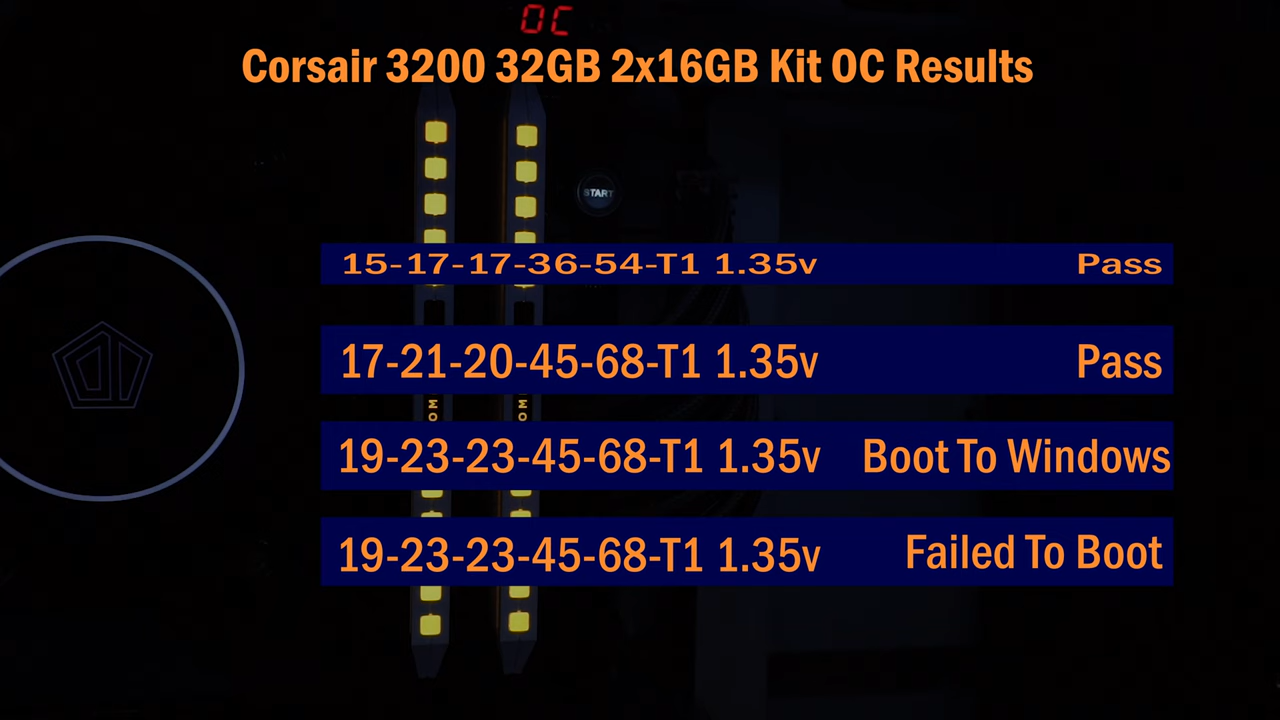 OC
Corsair 3200 32GB 2x16GB Kit OC Results
START
15-17-17-36-54-T1 1.35v Pass
17-21-20-45-68-T1 1.35v Pass
OM OM
19-23-23-45-68-T1 1.35v Boot To Windows
19-23-23-45-68-T1 1.35v Failed To Boot